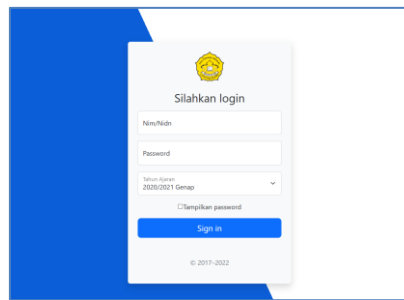 Silahkan login
Nim/Nidn
Password
Tahun Ajaran
2020/2021 Genap
Tampilkan password
Sign in
© 2017-2022